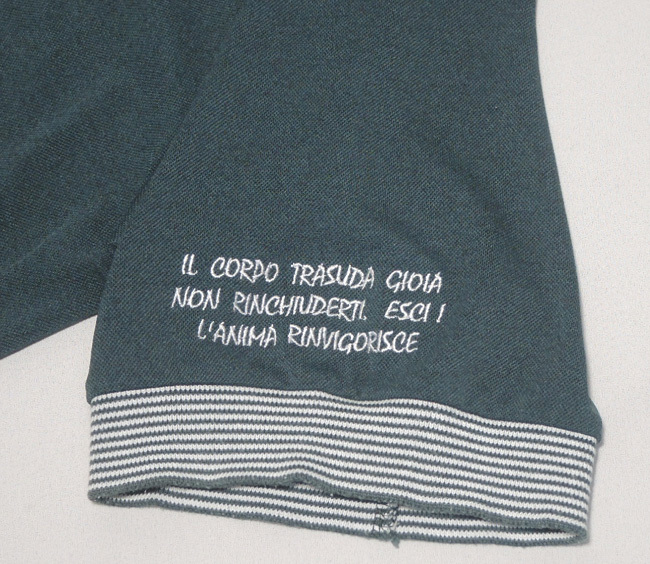 IL CORPO TRASUDA GIOIA
NON RINCHIUDERTI. ESCI !
L'ANIMA RINVIGORISCE